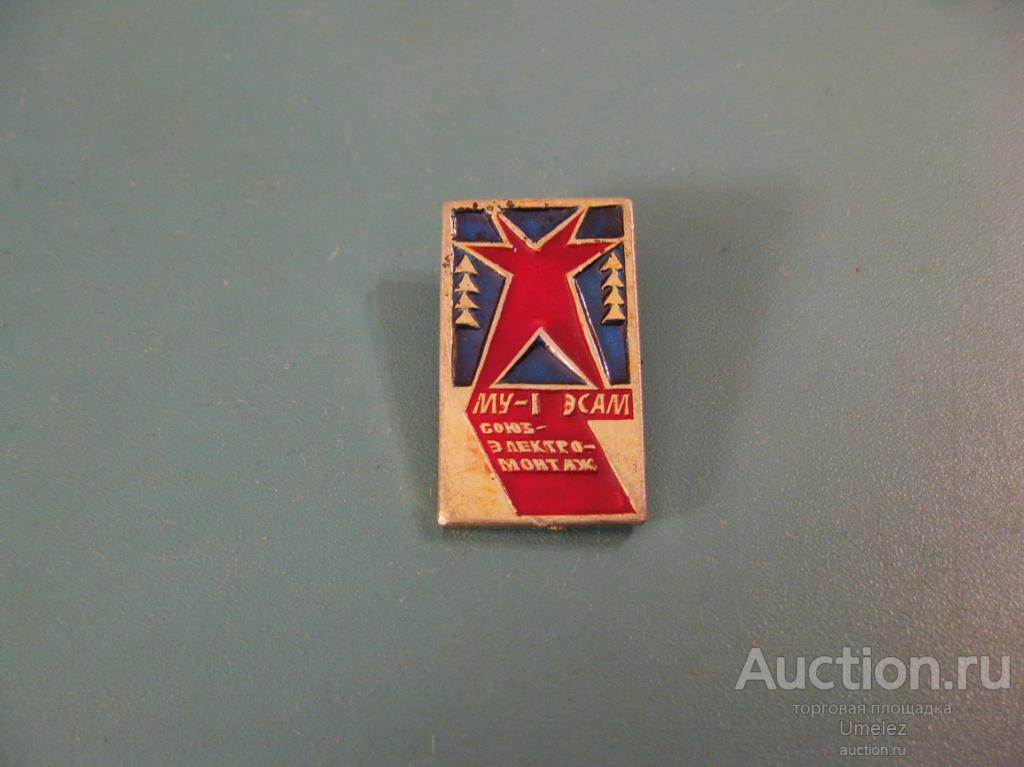 МУ-1 ЭСАМ
СОЮЗ-
ЭЛЕКТРО-
МОНТАЖ
Auction.ru
торговая площадка
Umelez
auction.ru